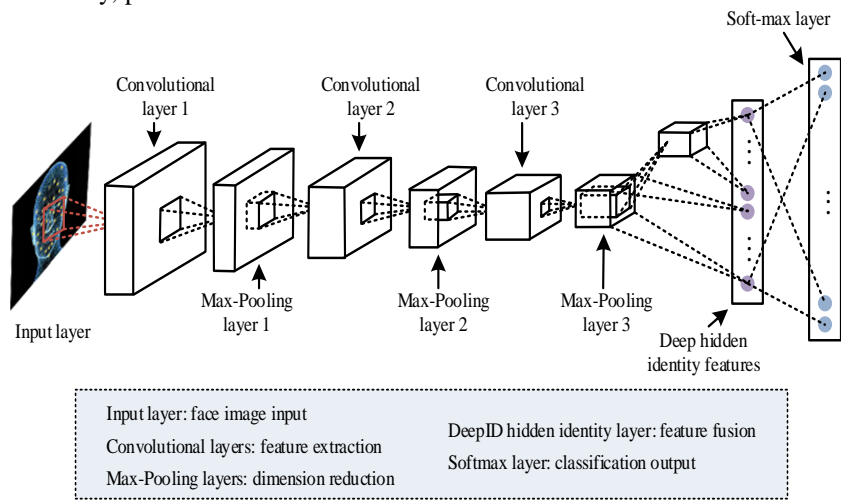 Soft-max layer
Convolutional
layer 1
Convolutional
layer 2
Convolutional
layer 3
Input layer
Max-Pooling
layer 1
Max-Pooling
layer 2
Max-Pooling
layer 3
Deep hidden
identity features
Input layer: face image input
Convolutional layers: feature extraction
Max-Pooling layers: dimension reduction
DeepID hidden identity layer: feature fusion
Softmax layer: classification output